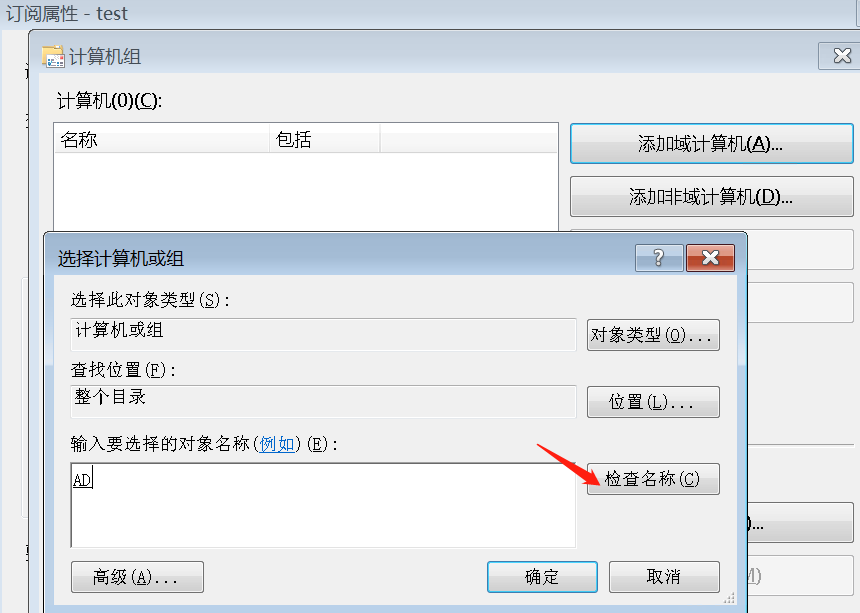 订阅属性 - test
计算机组
计算机(0)(C):
名称 包括
添加域计算机(A)...
添加非域计算机(D)...
选择计算机或组
选择此对象类型(S):
计算机或组
对象类型(O)...
查找位置(F):
整个目录
位置(L)...
输入要选择的对象名称(例如)(E):
AD
检查名称(C)
)...
高级(A)...
确定
取消
M)